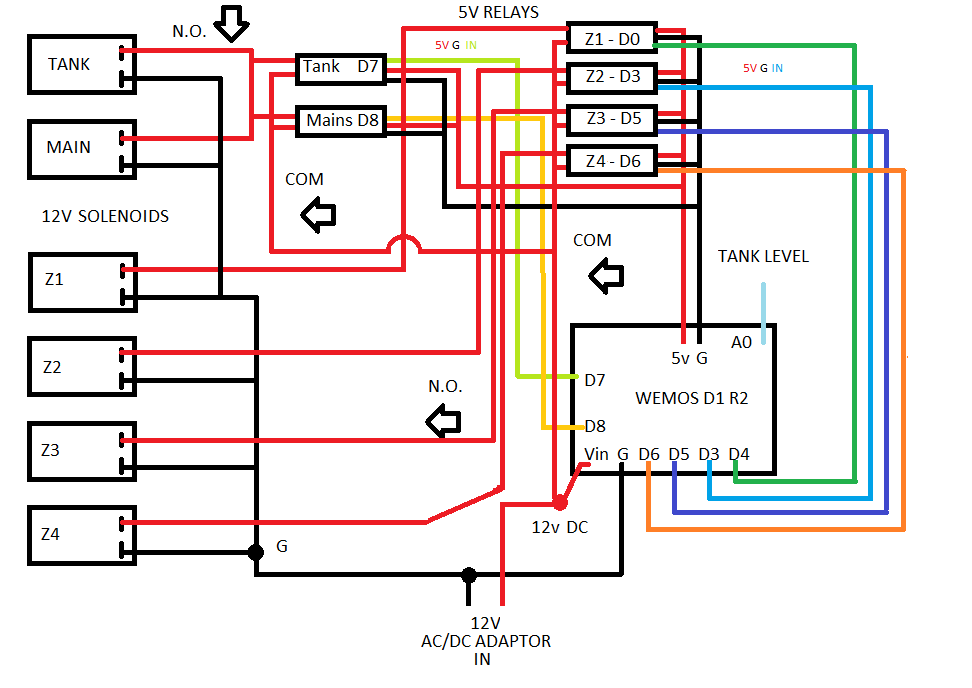 5V RELAYS
N.O.
5V G IN
Z1 - D0
TANK
Tank D7
Z2 - D3
5V G IN
Mains D8
Z3 - D5
MAIN
Z4 - D6
COM
12V SOLENOIDS
COM
TANK LEVEL
Z1
A0
5v G
Z2
D7
N.O.
WEMOS D1 R2
D8
Z3
Vin G D6 D5 D3 D4
12v DC
Z4
G
12V
AC/DC ADAPTOR
IN